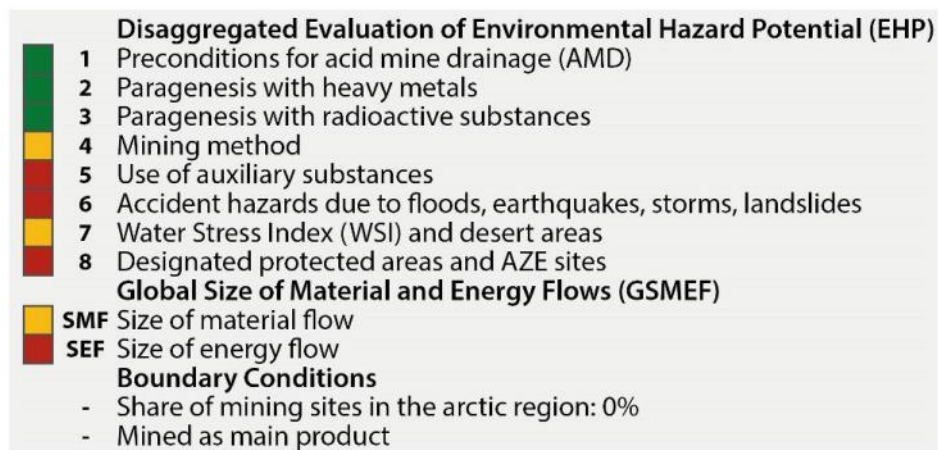 Disaggregated Evaluation of Environmental Hazard Potential (EHP)
1 Preconditions for acid mine drainage (AMD)
2 Paragenesis with heavy metals
3 Paragenesis with radioactive substances
4 Mining method
5 Use of auxiliary substances
6 Accident hazards due to floods, earthquakes, storms, landslides
7 Water Stress Index (WSI) and desert areas
8 Designated protected areas and AZE sites
Global Size of Material and Energy Flows (GSMEF)
SMF Size of material flow
SEF Size of energy flow
Boundary Conditions
- Share of mining sites in the arctic region: 0%
- Mined as main product